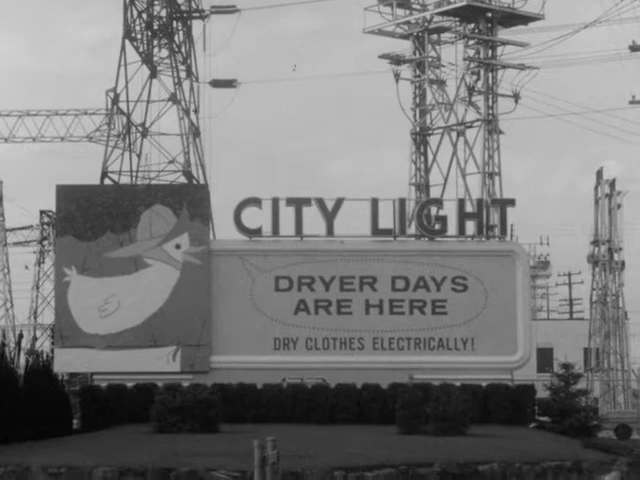 CITY LIGHT
DRYER DAYS
ARE HERE
DRY CLOTHES ELECTRICALLY!